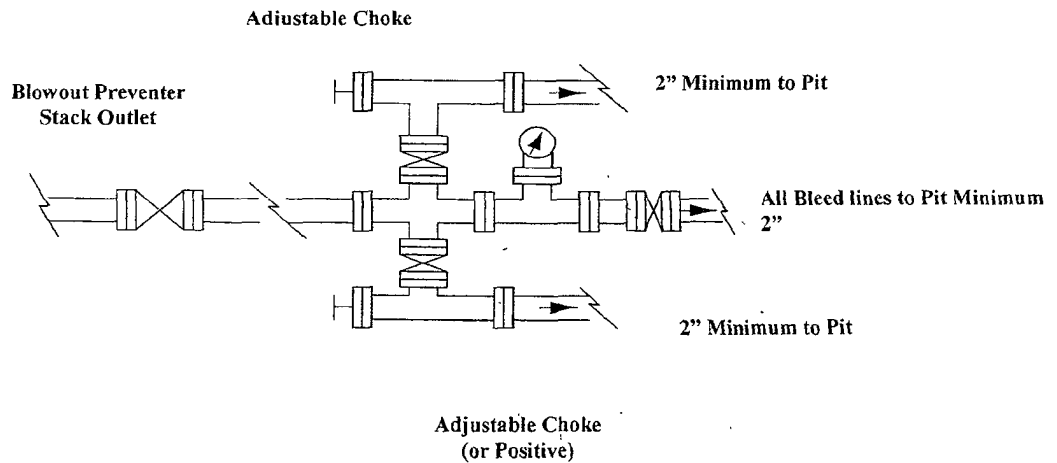 Adiustable Choke
Blowout Preventer
Stack Outlet
2” Minimum to Pit
All Bleed lines to Pit Minimum
2”
2” Minimum to Pit
Adjustable Choke
(or Positive)